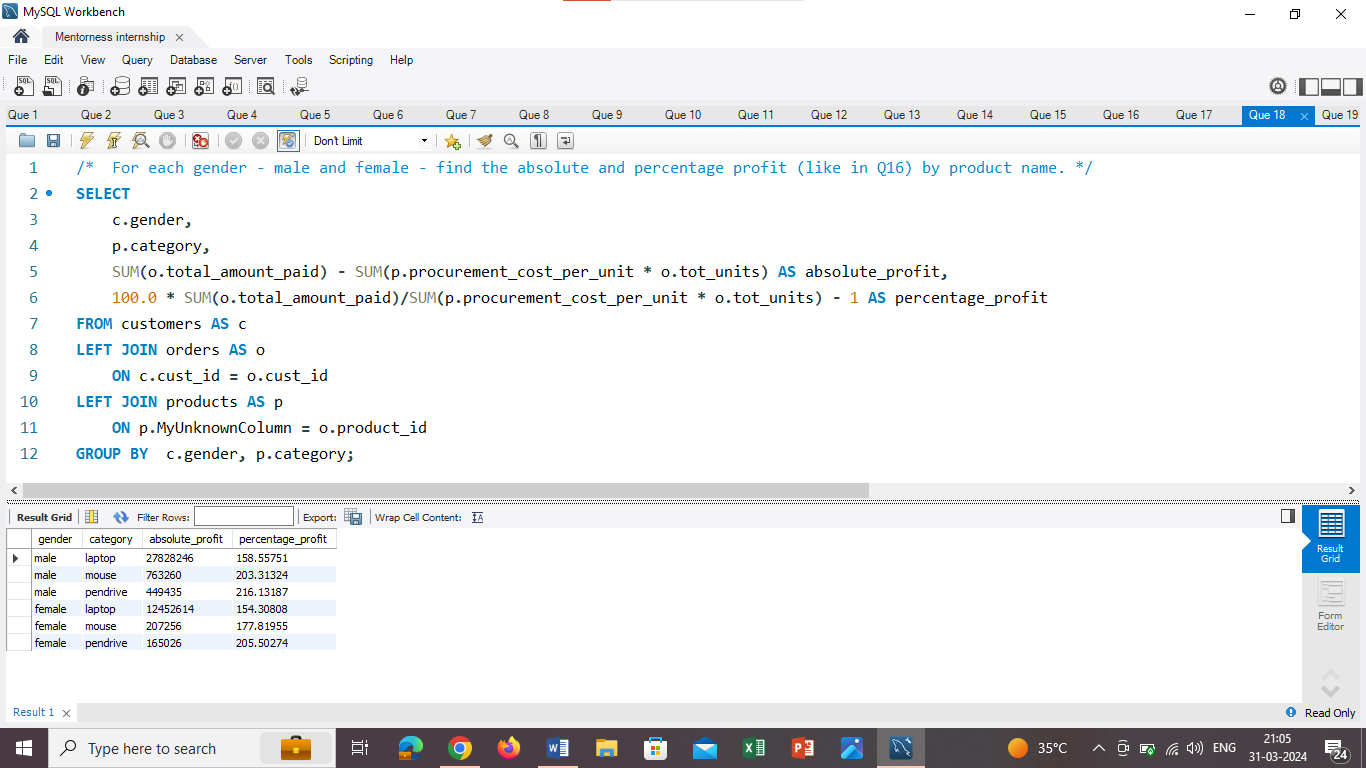 MySQL Workbench
Mentorness internship
File Edit View Query Database Server Tools Scripting Help
Que 1 Que 2 Que 3 Que 4 Que 5 Que 6 Que 7 Que 8 Que 9 Que 10 Que 11 Que 12 Que 13 Que 14 Que 15 Que 16 Que 17 Que 18 Que 19
Don't Limit
1 /* For each gender - male and female - find the absolute and percentage profit (like in Q16) by product name. */
2 SELECT
3 c.gender,
4 p.category,
5 SUM(o.total_amount_paid) - SUM(p.procurement_cost_per_unit * o.tot_units) AS absolute_profit,
6 100.0 * SUM(o.total_amount_paid)/SUM(p.procurement_cost_per_unit * o.tot_units) - 1 AS percentage_profit
7 FROM customers AS c
8 LEFT JOIN orders AS o
9 ON c.cust_id = o.cust_id
10 LEFT JOIN products AS p
11 ON p.MyUnknownColumn = o.product_id
12 GROUP BY c.gender, p.category;
Result Grid Filter Rows: Export: Wrap Cell Content:
gender category absolute_profit percentage_profit
male laptop 27828246 158.55751
male mouse 763260 203.31324
male pendrive 449435 216.13187
female laptop 12452614 154.30808
female mouse 207256 177.81955
female pendrive 165026 205.50274
Result
Grid
Form
Editor
Result 1
Read Only
Type here to search
35°C
ENG
21:05
31-03-2024
24